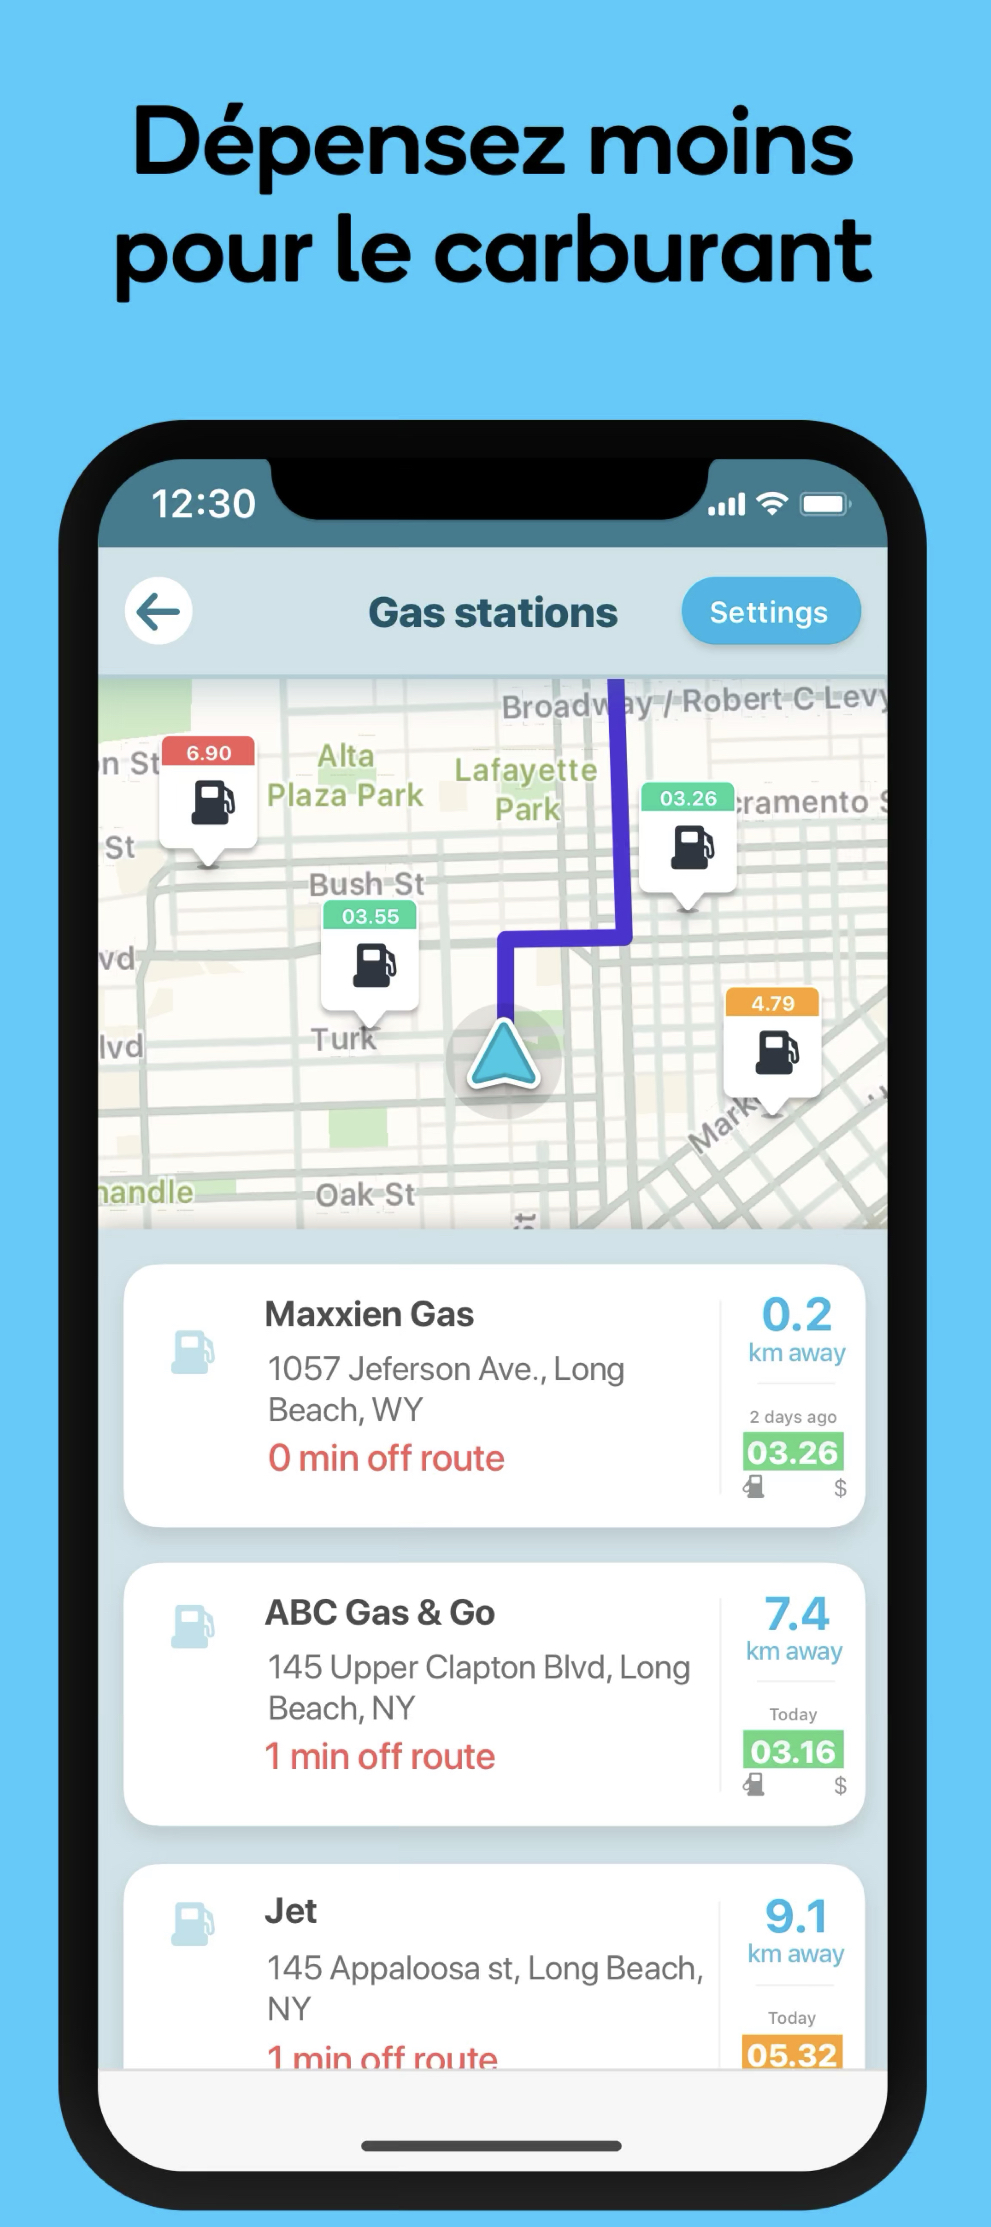 Dépensez moins
pour le carburant
12:30
Gas stations
Settings
Broadway / Robert C Levy
n St
6.90
Alta
Plaza Park
Lafayette
Park
03.26
cramento S
St
Bush St
03.55
vd
4.79
Turk
lvd
Mark
handle
Oak St
st
Maxxien Gas
1057 Jeferson Ave., Long
Beach, WY
0 min off route
0.2
km away
2 days ago
03.26
$
ABC Gas & Go
145 Upper Clapton Blvd, Long
Beach, NY
1 min off route
7.4
km away
Today
03.16
$
Jet
145 Appaloosa st, Long Beach,
NY
1 min off route
9.1
km away
Today
05.32